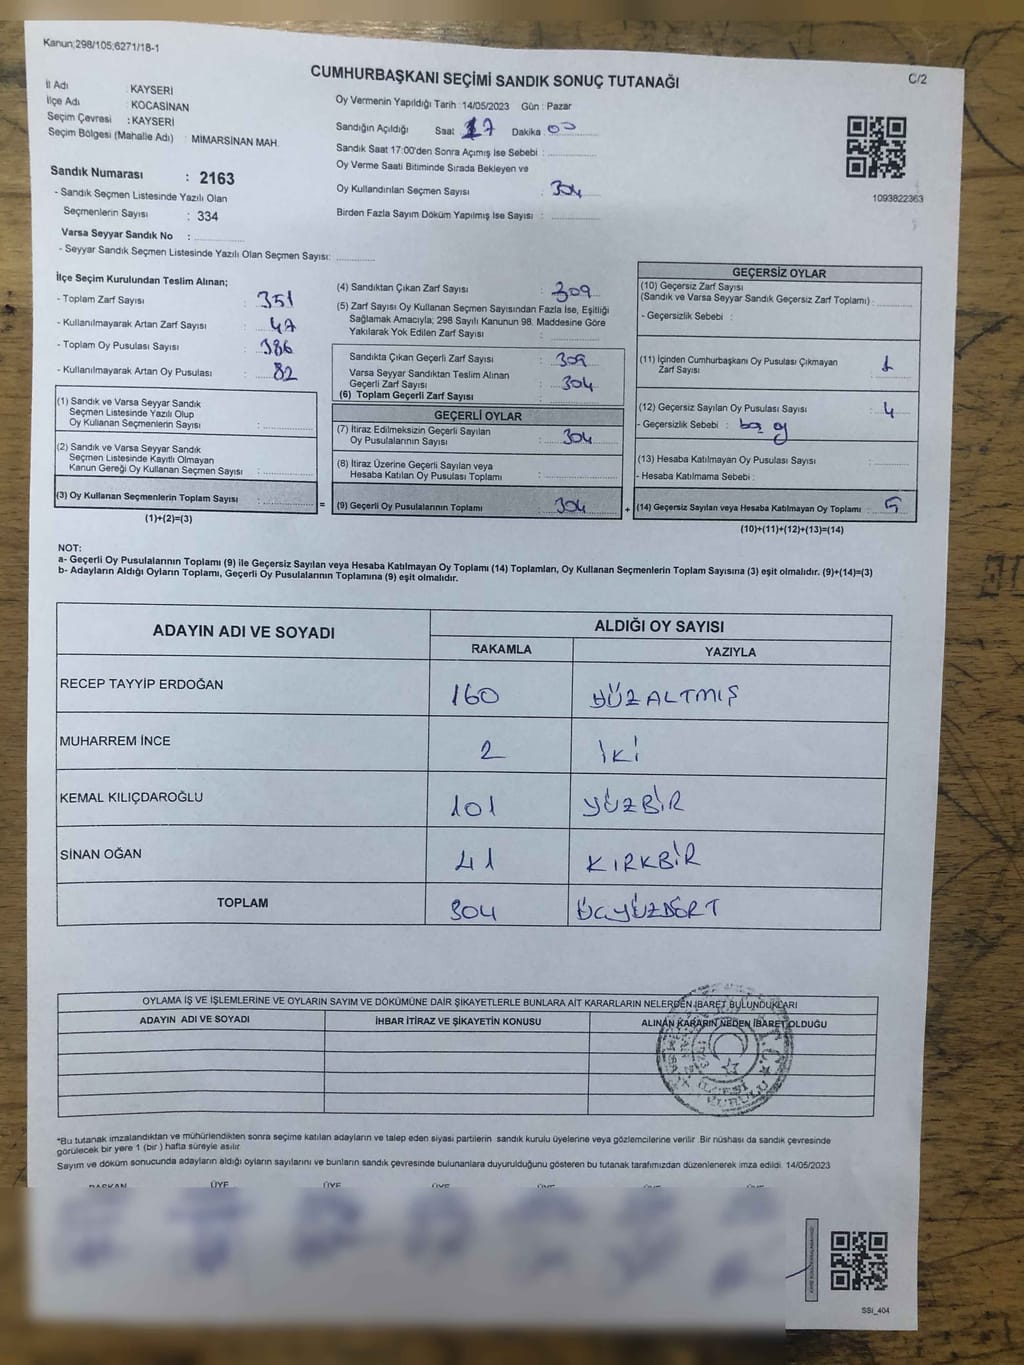 Kanun;298/105;6271/18-1
C/2
CUMHURBAŞKANI SEÇİMİ SANDIK SONUÇ TUTANAĞI
İl Adı : KAYSERİ
İlçe Adı : KOCASİNAN
Seçim Çevresi : KAYSERİ
Seçim Bölgesi (Mahalle Adı) : MİMARSİNAN MAH.
Sandık Numarası : 2163
- Sandık Seçmen Listesinde Yazılı Olan
Seçmenlerin Sayısı : 334
Varsa Seyyar Sandık No :
- Seyyar Sandık Seçmen Listesinde Yazılı Olan Seçmen Sayısı:
Oy Vermenin Yapıldığı Tarih : 14/05/2023 Gün : Pazar
Sandığın Açıldığı Saat 17 Dakika 00
Sandık Saat 17:00'den Sonra Açımış İse Sebebi :
Oy Verme Saati Bitiminde Sırada Bekleyen ve
Oy Kullandırılan Seçmen Sayısı : 304
Birden Fazla Sayım Döküm Yapılmış İse Sayısı :
1093822363
İlçe Seçim Kurulundan Teslim Alınan;
- Toplam Zarf Sayısı : 351
- Kullanılmayarak Artan Zarf Sayısı : 47
- Toplam Oy Pusulası Sayısı : 386
- Kullanılmayarak Artan Oy Pusulası : 82
(1) Sandık ve Varsa Seyyar Sandık
Seçmen Listesinde Yazılı Olup
Oy Kullanan Seçmenlerin Sayısı :
(2) Sandık ve Varsa Seyyar Sandık
Seçmen Listesinde Kayıtlı Olmayan
Kanun Gereği Oy Kullanan Seçmen Sayısı :
(3) Oy Kullanan Seçmenlerin Toplam Sayısı :
(1)+(2)=(3)
(4) Sandıktan Çıkan Zarf Sayısı : 309
(5) Zarf Sayısı Oy Kullanan Seçmen Sayısından Fazla İse, Eşitliği
Sağlamak Amacıyla; 298 Sayılı Kanunun 98. Maddesine Göre
Yakılarak Yok Edilen Zarf Sayısı :
Sandıkta Çıkan Geçerli Zarf Sayısı : 309
Varsa Seyyar Sandıktan Teslim Alınan
Geçerli Zarf Sayısı : 304
(6) Toplam Geçerli Zarf Sayısı :
GEÇERLİ OYLAR
(7) İtiraz Edilmeksizin Geçerli Sayılan
Oy Pusulalarının Sayısı : 304
(8) İtiraz Üzerine Geçerli Sayılan veya
Hesaba Katılan Oy Pusulası Toplamı :
= (9) Geçerli Oy Pusulalarının Toplamı : 304 +
GEÇERSİZ OYLAR
(10) Geçersiz Zarf Sayısı
(Sandık ve Varsa Seyyar Sandık Geçersiz Zarf Toplamı) :
- Geçersizlik Sebebi :
(11) İçinden Cumhurbaşkanı Oy Pusulası Çıkmayan
Zarf Sayısı : 1
(12) Geçersiz Sayılan Oy Pusulası Sayısı : 4
- Geçersizlik Sebebi :
(13) Hesaba Katılmayan Oy Pusulası Sayısı :
- Hesaba Katılmama Sebebi :
(14) Geçersiz Sayılan veya Hesaba Katılmayan Oy Toplamı : 5
(10)+(11)+(12)+(13)=(14)
NOT:
a- Geçerli Oy Pusulalarının Toplamı (9) ile Geçersiz Sayılan veya Hesaba Katılmayan Oy Toplamı (14) Toplamları, Oy Kullanan Seçmenlerin Toplam Sayısına (3) eşit olmalıdır. (9)+(14)=(3)
b- Adayların Aldığı Oyların Toplamı, Geçerli Oy Pusulalarının Toplamına (9) eşit olmalıdır.
ADAYIN ADI VE SOYADI ALDIĞI OY SAYISI
RAKAMLA YAZIYLA
RECEP TAYYİP ERDOĞAN 160 YÜZALTMIŞ
MUHARREM İNCE 2 İKİ
KEMAL KILIÇDAROĞLU 101 YÜZBİR
SİNAN OĞAN 41 KIRKBİR
TOPLAM 304 ÜÇYÜZDÖRT
OYLAMA İŞ VE İŞLEMLERİNE VE OYLARIN SAYIM VE DÖKÜMÜNE DAİR ŞİKAYETLERLE BUNLARA AİT KARARLARIN NELERDEN İBARET BULUNDUKLARI
ADAYIN ADI VE SOYADI İHBAR İTİRAZ VE ŞİKAYETİN KONUSU ALINAN KARARIN NEDEN İBARET OLDUĞU
*Bu tutanak imzalandıktan ve mühürlendikten sonra seçime katılan adayların ve talep eden siyasi partilerin sandık kurulu üyelerine veya gözlemcilerine verilir. Bir nüshası da sandık çevresinde
görülecek bir yere 1 (bir) hafta süreyle asılır.
Sayım ve döküm sonucunda adayların aldığı oyların sayılarını ve bunların sandık çevresinde bulunanlara duyurulduğunu gösteren bu tutanak tarafımızdan düzenlenerek imza edildi. 14/05/2023
BAŞKAN ÜYE ÜYE ÜYE ÜYE ÜYE ÜYE
SSİ_404